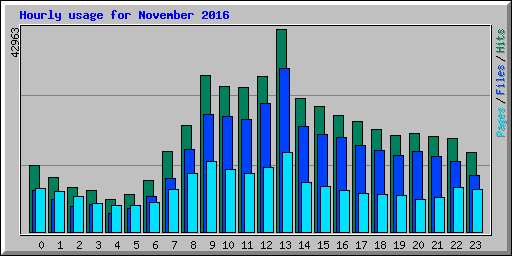 Hourly usage for November 2016
42963
Pages/Files/Hits
0 1 2 3 4 5 6 7 8 9 10 11 12 13 14 15 16 17 18 19 20 21 22 23